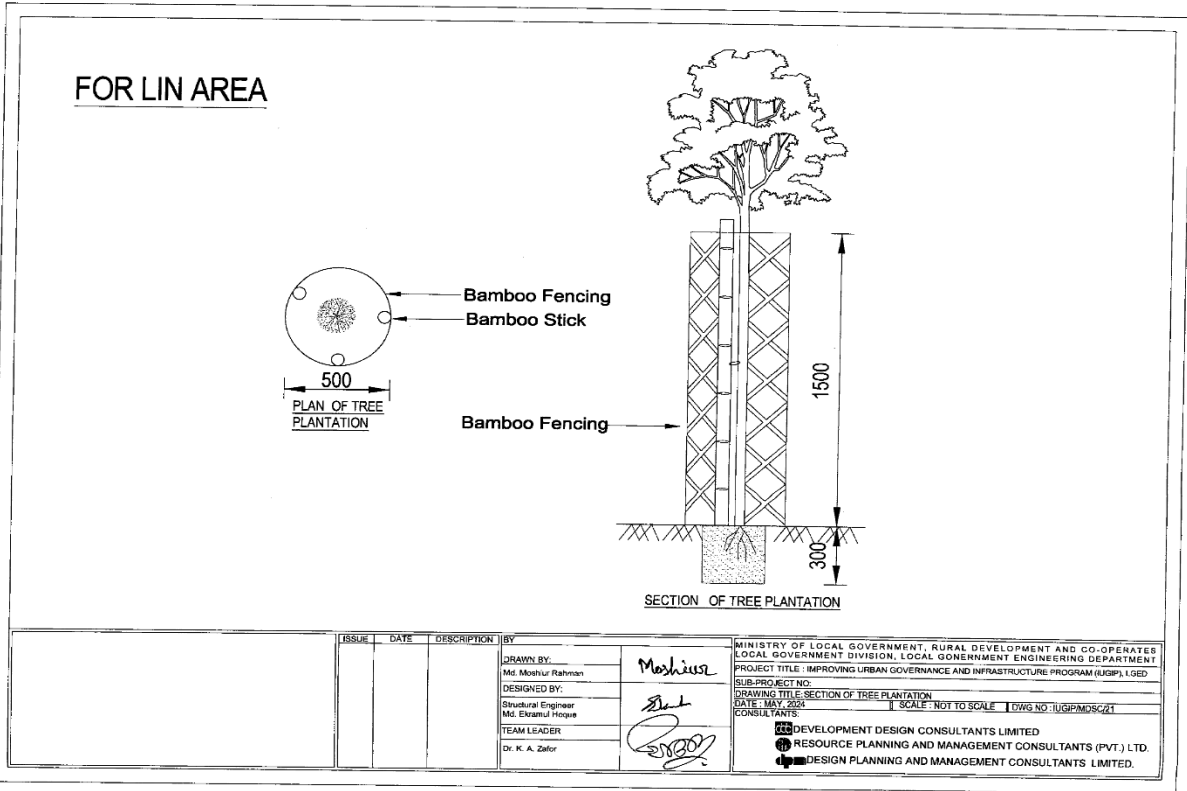 FOR LIN AREA
Bamboo Fencing
Bamboo Stick
500
PLAN OF TREE
PLANTATION
Bamboo Fencing
1500
300
SECTION OF TREE PLANTATION
ISSUE DATE DESCRIPTION BY
DRAWN BY:
Md. Moshiur Rahman
Moshiur
DESIGNED BY:
Structural Engineer
Md. Ekramul Hoque
TEAM LEADER
Dr. K. A. Zafor
MINISTRY OF LOCAL GOVERNMENT, RURAL DEVELOPMENT AND CO-OPERATES
LOCAL GOVERNMENT DIVISION, LOCAL GONERNMENT ENGINEERING DEPARTMENT
PROJECT TITLE : IMPROVING URBAN GOVERNANCE AND INFRASTRUCTURE PROGRAM (IUGIP), LGED
SUB-PROJECT NO:
DRAWING TITLE: SECTION OF TREE PLANTATION
DATE : MAY, 2024 SCALE : NOT TO SCALE DWG NO : IUGIP/MDSC/21
CONSULTANTS:
DEVELOPMENT DESIGN CONSULTANTS LIMITED
RESOURCE PLANNING AND MANAGEMENT CONSULTANTS (PVT.) LTD.
dpm DESIGN PLANNING AND MANAGEMENT CONSULTANTS LIMITED.